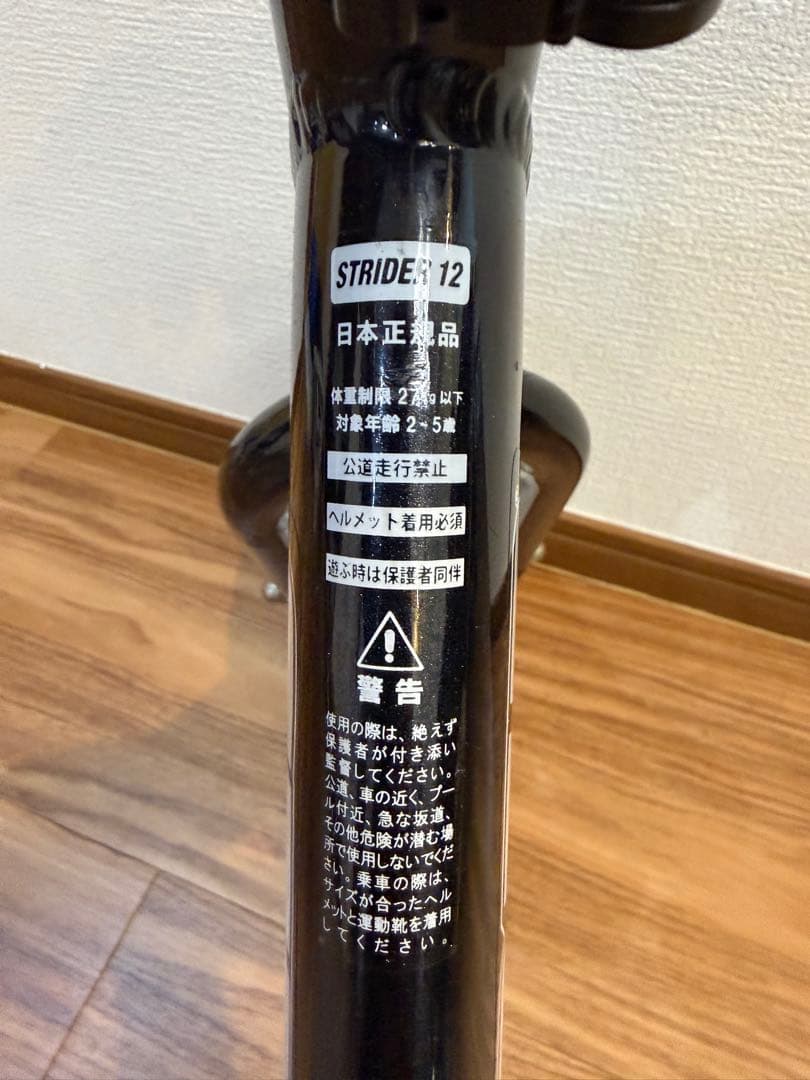 STRIDER 12
日本正規品
体重制限 27kg以下
対象年齢 2~5歳
公道走行禁止
ヘルメット着用必須
遊ぶ時は保護者同伴
警告
使用の際は、絶えず
保護者が付き添い
監督してください。
公道、車の近く、プー
ル付近、急な坂道、
その他危険が潜む場
所で使用しないでくだ
さい。乗車の際は、
サイズが合ったヘル
メットと運動靴を着用
してください。